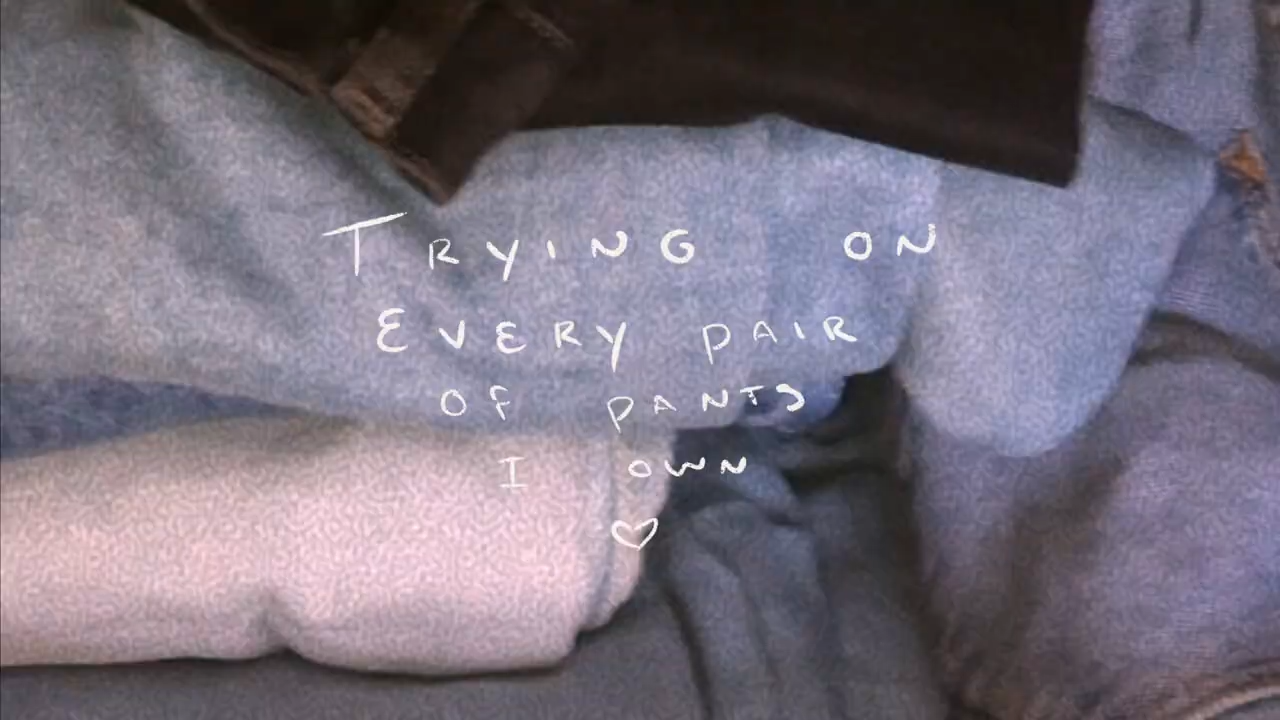 TRYING ON
EVERY PAIR
OF PANTS
I OWN
♡